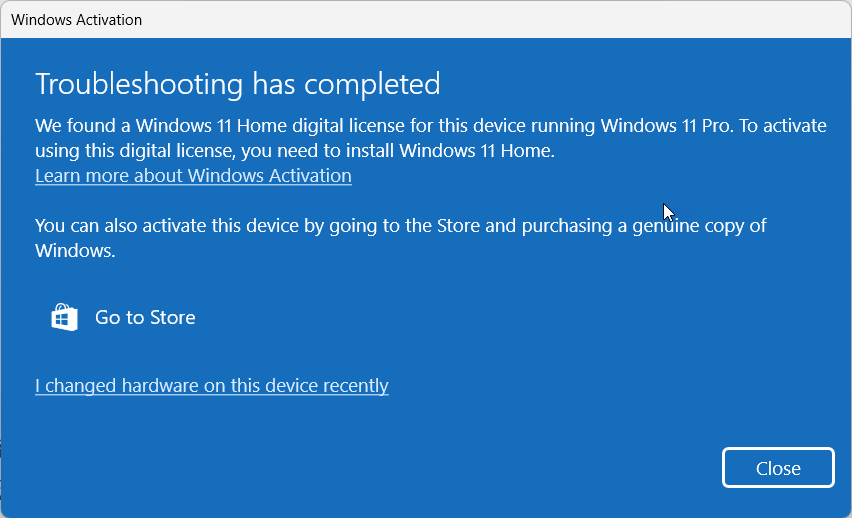 Windows Activation
Troubleshooting has completed
We found a Windows 11 Home digital license for this device running Windows 11 Pro. To activate
using this digital license, you need to install Windows 11 Home.
Learn more about Windows Activation
You can also activate this device by going to the Store and purchasing a genuine copy of
Windows.
Go to Store
I changed hardware on this device recently
Close